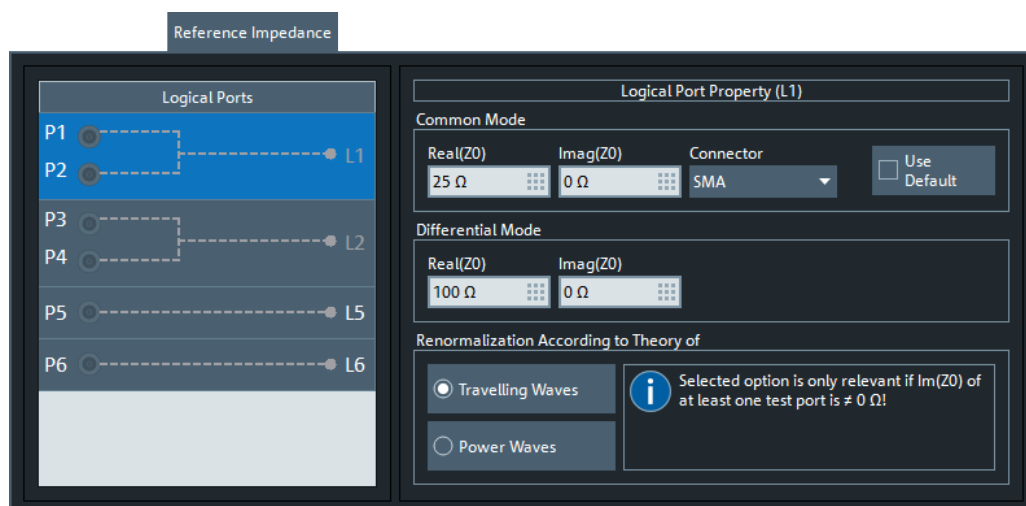 Reference Impedance
Logical Ports
P1
P2
L1
P3
P4
L2
P5
L5
P6
L6
Logical Port Property (L1)
Common Mode
Real(Z0) Imag(Z0) Connector
25 Ω 0 Ω SMA
Use
Default
Differential Mode
Real(Z0) Imag(Z0)
100 Ω 0 Ω
Renormalization According to Theory of
Travelling Waves
Power Waves
i
Selected option is only relevant if Im(Z0) of
at least one test port is ≠ 0 Ω!